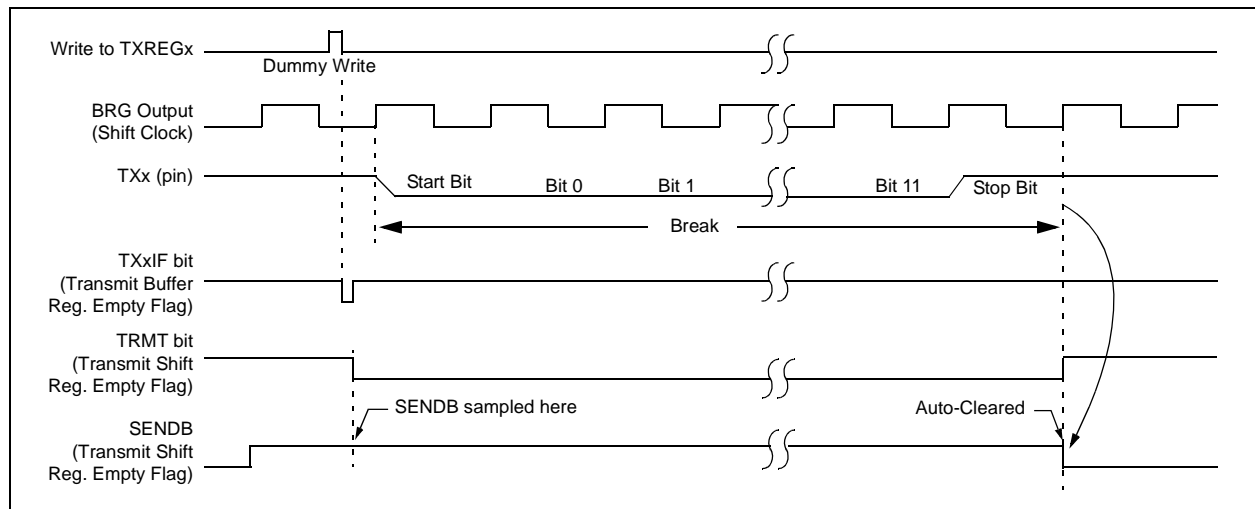 Write to TXREGx
Dummy Write
BRG Output
(Shift Clock)
TXx (pin)
Start Bit
Bit 0
Bit 1
Bit 11
Stop Bit
Break
TXxIF bit
(Transmit Buffer
Reg. Empty Flag)
TRMT bit
(Transmit Shift
Reg. Empty Flag)
SENDB sampled here
Auto-Cleared
SENDB
(Transmit Shift
Reg. Empty Flag)